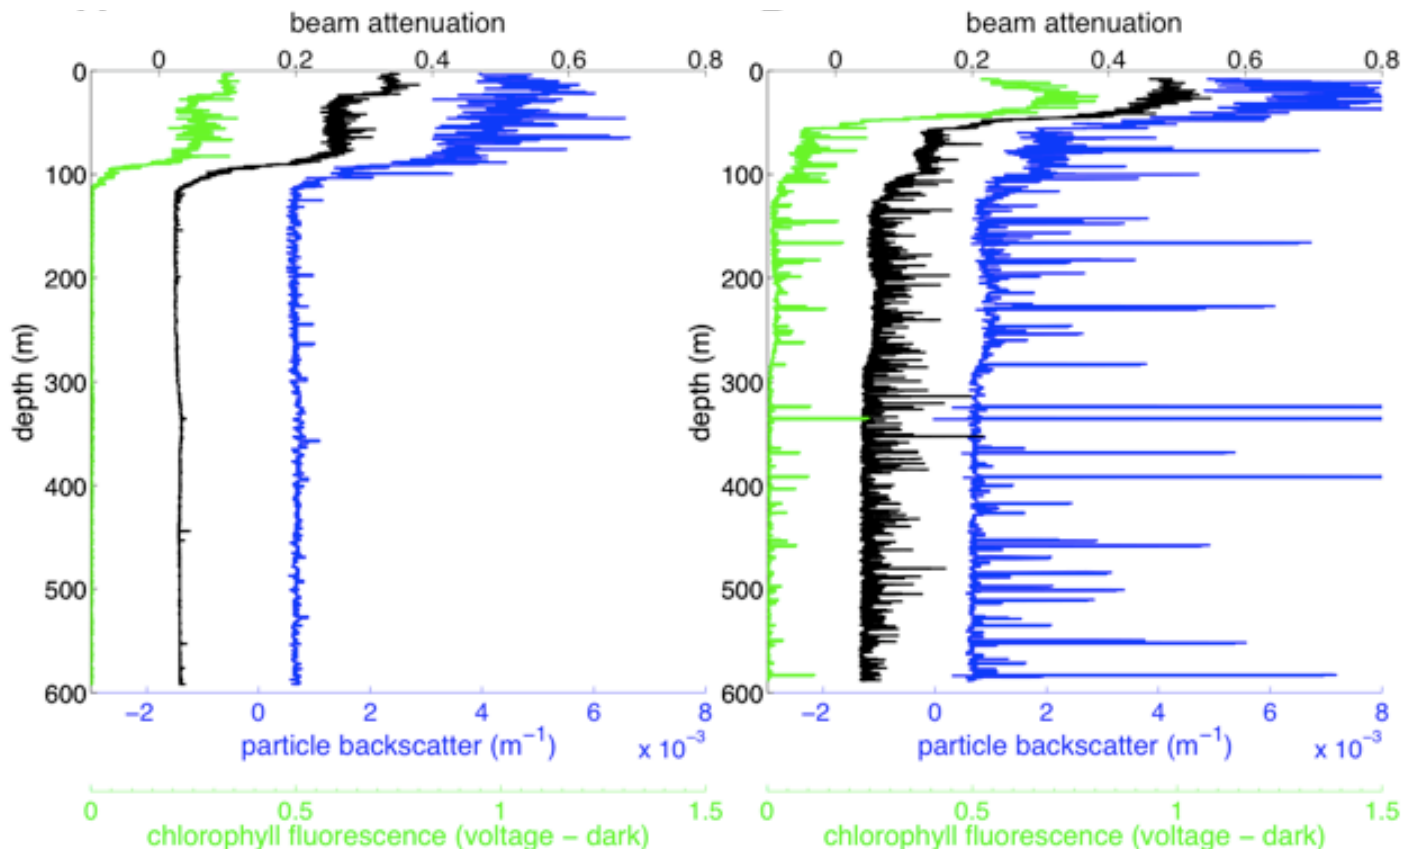 beam attenuation
0 0.2 0.4 0.6 0.8
0
100
200
300
400
500
600
depth (m)
−2 0 2 4 6 8
particle backscatter (m−1) x 10−3
0 0.5 1 1.5
chlorophyll fluorescence (voltage − dark)
beam attenuation
0 0.2 0.4 0.6 0.8
0
100
200
300
400
500
600
depth (m)
−2 0 2 4 6 8
particle backscatter (m−1) x 10−3
0 0.5 1 1.5
chlorophyll fluorescence (voltage − dark)